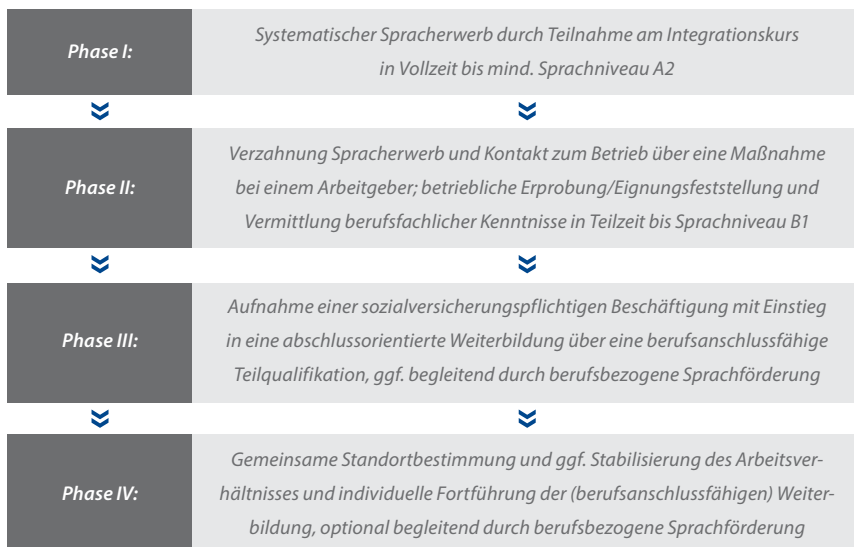 Phase I:
Systematischer Spracherwerb durch Teilnahme am Integrationskurs
in Vollzeit bis mind. Sprachniveau A2
Phase II:
Verzahnung Spracherwerb und Kontakt zum Betrieb über eine Maßnahme
bei einem Arbeitgeber; betriebliche Erprobung/Eignungsfeststellung und
Vermittlung berufsfachlicher Kenntnisse in Teilzeit bis Sprachniveau B1
Phase III:
Aufnahme einer sozialversicherungspflichtigen Beschäftigung mit Einstieg
in eine abschlussorientierte Weiterbildung über eine berufsanschlussfähige
Teilqualifikation, ggf. begleitend durch berufsbezogene Sprachförderung
Phase IV:
Gemeinsame Standortbestimmung und ggf. Stabilisierung des Arbeitsver-
hältnisses und individuelle Fortführung der (berufsanschlussfähigen) Weiter-
bildung, optional begleitend durch berufsbezogene Sprachförderung